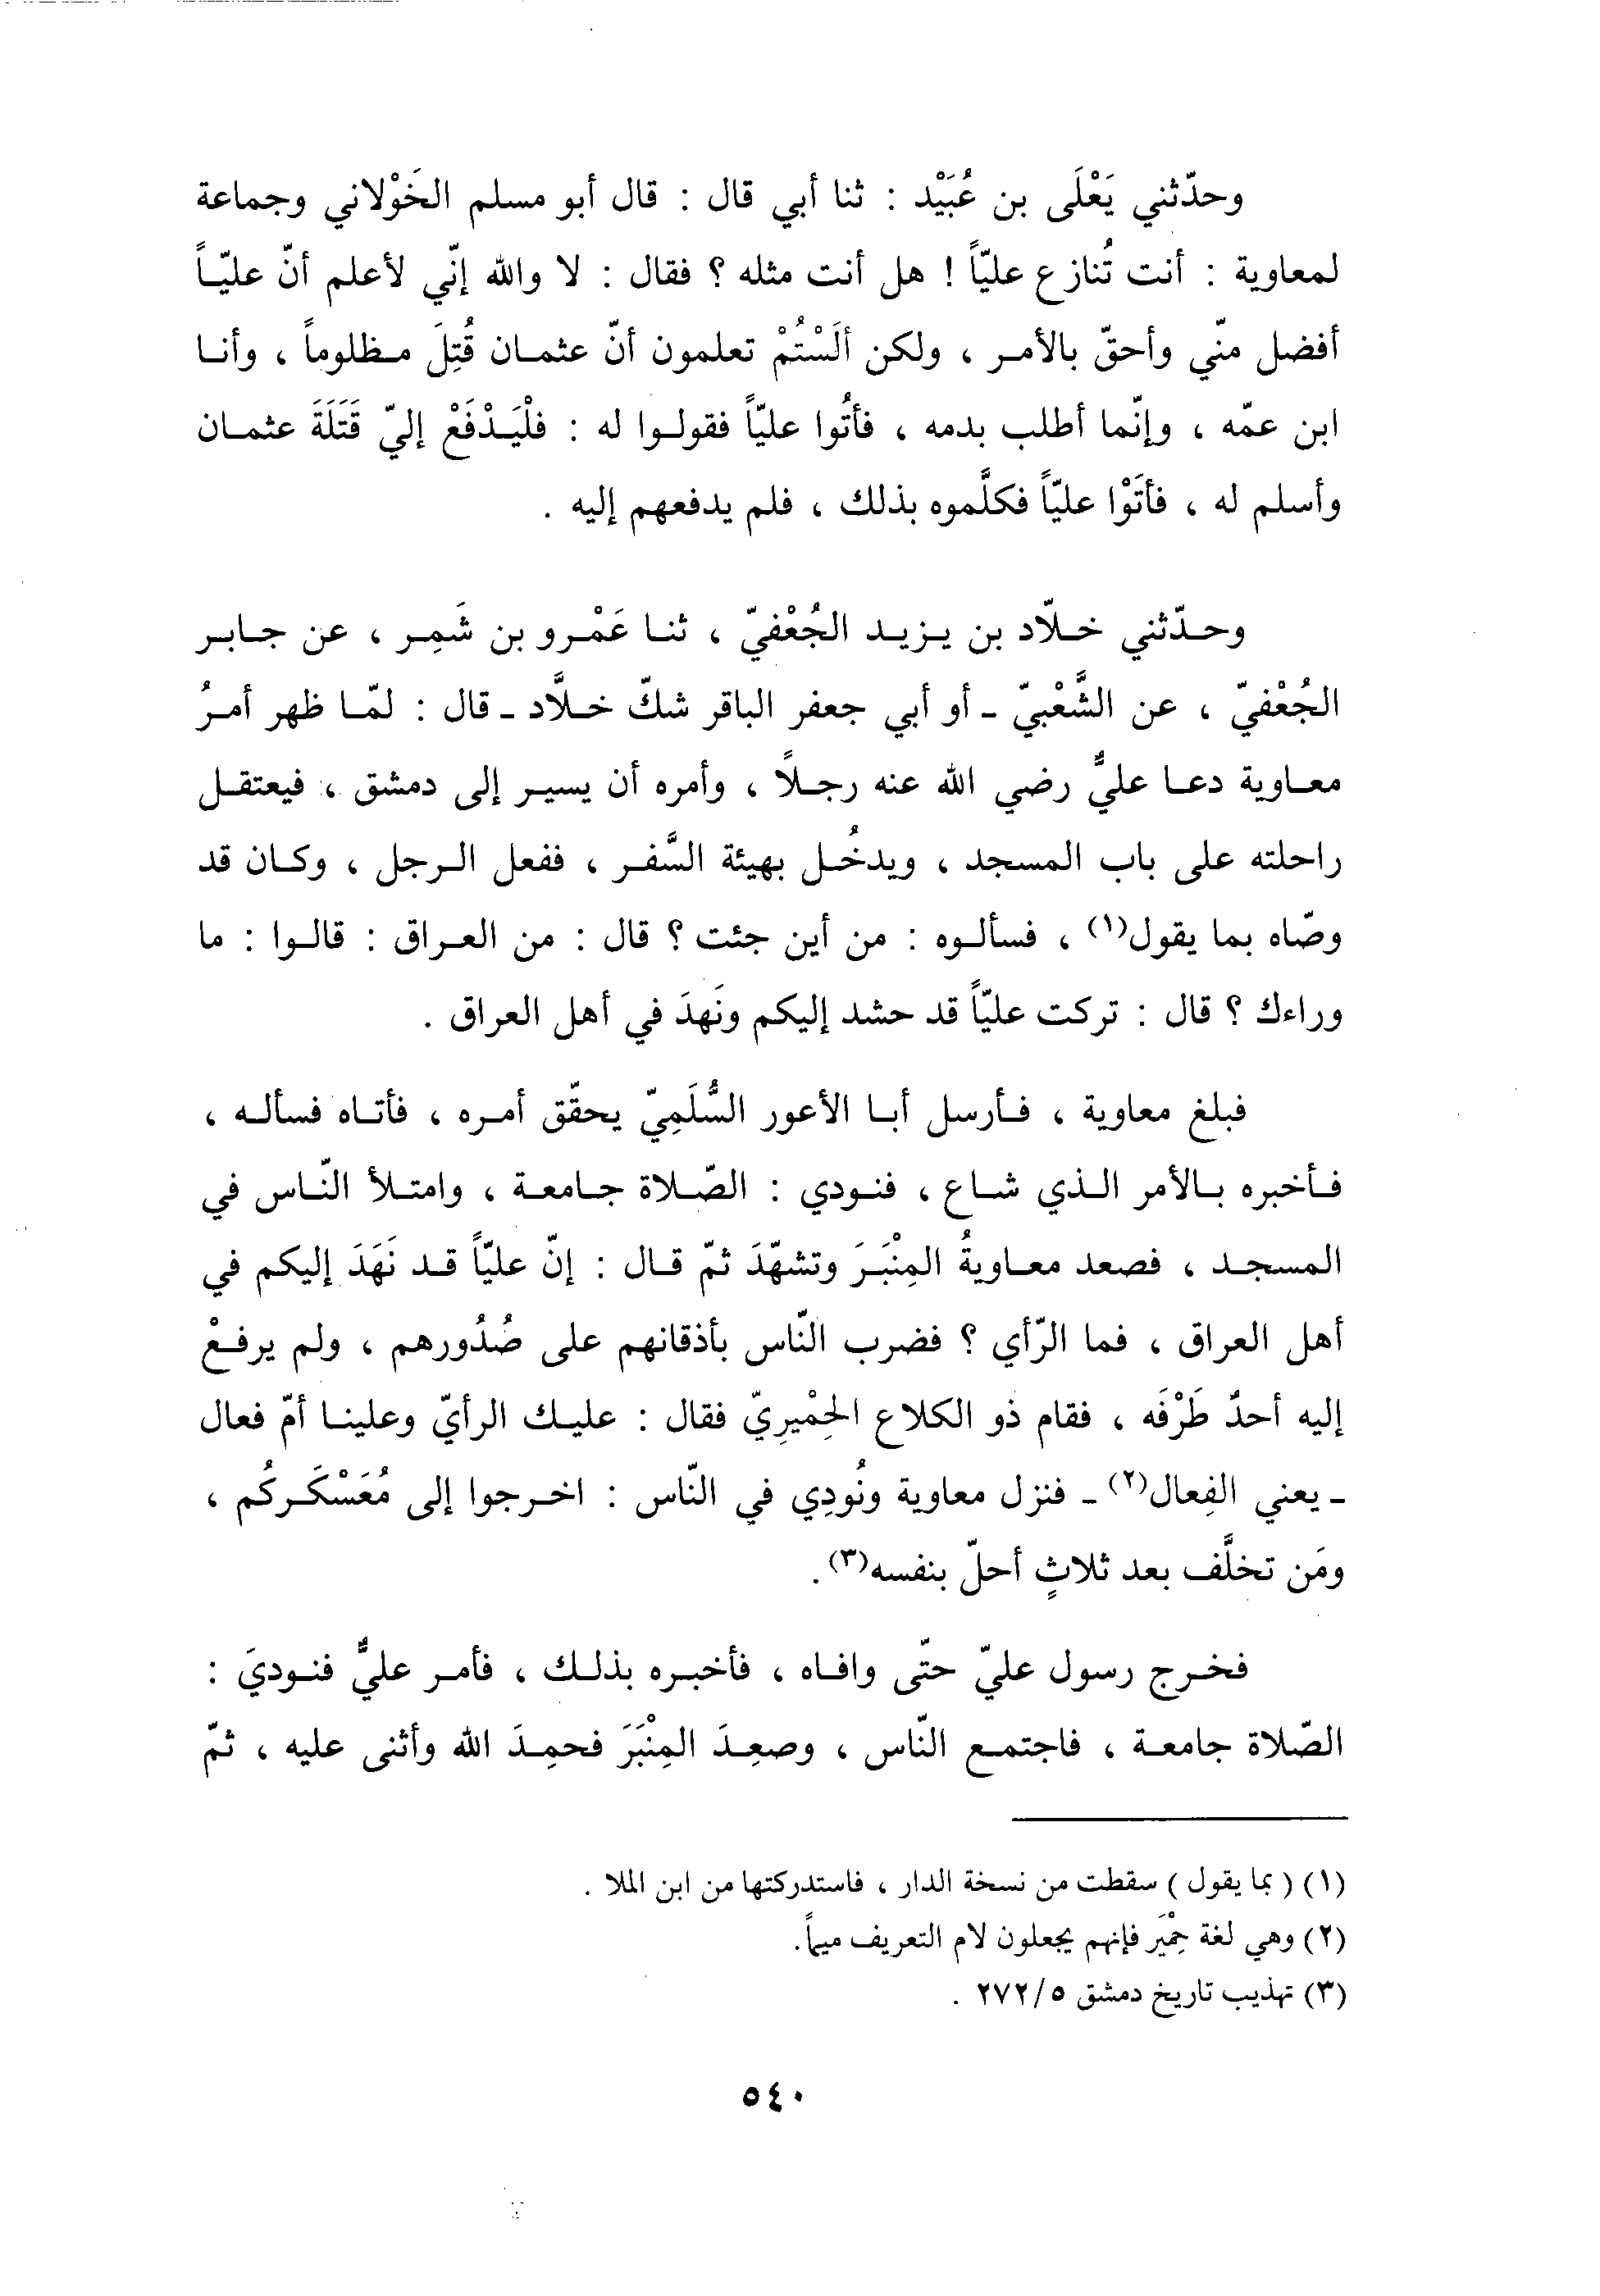 وحدّثني يَعْلَى بن عُبَيْد : ثنا أبي قال : قال أبو مسلم الخَوْلاني وجماعة
لمعاوية : أنت تُنازع عليّاً ! هل أنت مثله ؟ فقال : لا والله إنّي لأعلم أنّ عليّاً
أفضل منّي وأحقّ بالأمر ، ولكن ألَسْتُمْ تعلمون أنّ عثمان قُتِلَ مظلوماً ، وأنا
ابن عمّه ، وإنّما أطلب بدمه ، فأتُوا عليّاً فقولوا له : فلْيَدْفَعْ إليّ قَتَلَةَ عثمان
وأسلم له ، فأتَوْا عليّاً فكلَّموه بذلك ، فلم يدفعهم إليه .
وحدّثني خلاّد بن يزيد الجُعْفيّ ، ثنا عَمْرو بن شَمِر ، عن جابر
الجُعْفيّ ، عن الشَّعْبيّ - أو أبي جعفر الباقر شكّ خلاَّد - قال : لمّا ظهر أمرُ
معاوية دعا عليٌّ رضي الله عنه رجلاً ، وأمره أن يسير إلى دمشق ، فيعتقل
راحلته على باب المسجد ، ويدخُل بهيئة السَّفر ، ففعل الرجل ، وكان قد
وصّاه بما يقول(١) ، فسألوه : من أين جئت ؟ قال : من العراق : قالوا : ما
وراءك ؟ قال : تركت عليّاً قد حشد إليكم ونَهدَ في أهل العراق .
فبلغ معاوية ، فأرسل أبا الأعور السُّلَمِيّ يحقّق أمره ، فأتاه فسأله ،
فأخبره بالأمر الذي شاع ، فنودي : الصّلاة جامعة ، وامتلأ النّاس في
المسجد ، فصعد معاويةُ المِنْبَرَ وتشهّدَ ثمّ قال : إنّ عليّاً قد نَهَدَ إليكم في
أهل العراق ، فما الرّأي ؟ فضرب النّاس بأذقانهم على صُدُورهم ، ولم يرفعْ
إليه أحدٌ طَرْفَه ، فقام ذو الكلاع الحِمْيرِيّ فقال : عليك الرأيّ وعلينا أمّ فعال
- يعني الفِعال(٢) - فنزل معاوية ونُودِي في النّاس : اخرجوا إلى مُعَسْكَركُم ،
ومَن تخلَّف بعد ثلاثٍ أحلّ بنفسه(٣) .
فخرج رسول عليّ حتّى وافاه ، فأخبره بذلك ، فأمر عليٌّ فنوديَ :
الصّلاة جامعة ، فاجتمع النّاس ، وصعِدَ المِنْبَرَ فحمِدَ الله وأثنى عليه ، ثمّ
(١) ( بما يقول ) سقطت من نسخة الدار ، فاستدركتها من ابن الملا .
(٢) وهي لغة حِمْيَر فإنهم يجعلون لام التعريف ميماً .
(٣) تهذيب تاريخ دمشق ٢٧٢/٥ .
٥٤٠